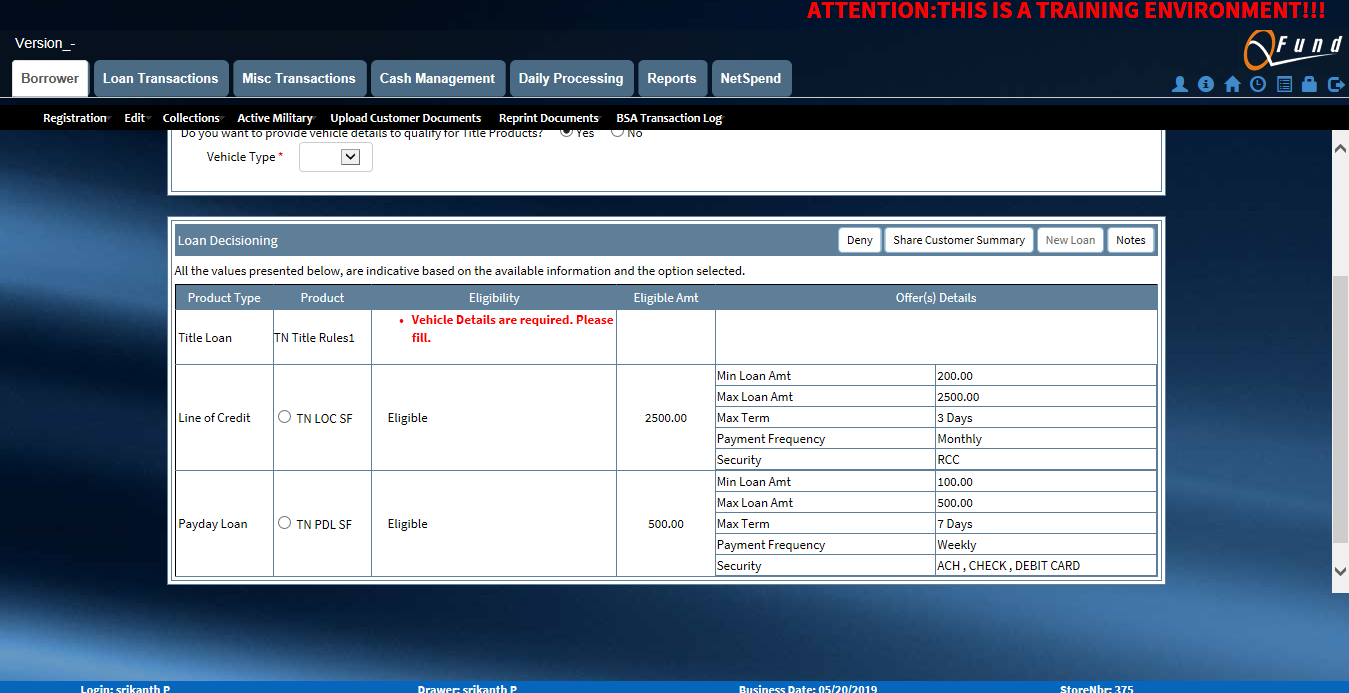 ATTENTION:THIS IS A TRAINING ENVIRONMENT!!!
Version_-
QFund
Borrower Loan Transactions Misc Transactions Cash Management Daily Processing Reports NetSpend
Registration Edit Collections Active Military Upload Customer Documents Reprint Documents BSA Transaction Log
Do you want to provide vehicle details to qualify for Title Products? Yes No
Vehicle Type *
Loan Decisioning Deny Share Customer Summary New Loan Notes
All the values presented below, are indicative based on the available information and the option selected.
Product Type Product Eligibility Eligible Amt Offer(s) Details
Title Loan TN Title Rules1 • Vehicle Details are required. Please
fill.
Line of Credit TN LOC SF Eligible 2500.00
Min Loan Amt 200.00
Max Loan Amt 2500.00
Max Term 3 Days
Payment Frequency Monthly
Security RCC
Payday Loan TN PDL SF Eligible 500.00
Min Loan Amt 100.00
Max Loan Amt 500.00
Max Term 7 Days
Payment Frequency Weekly
Security ACH , CHECK , DEBIT CARD
Login: srikanth P Drawer: srikanth P Business Date: 05/20/2019 StoreNbr: 375